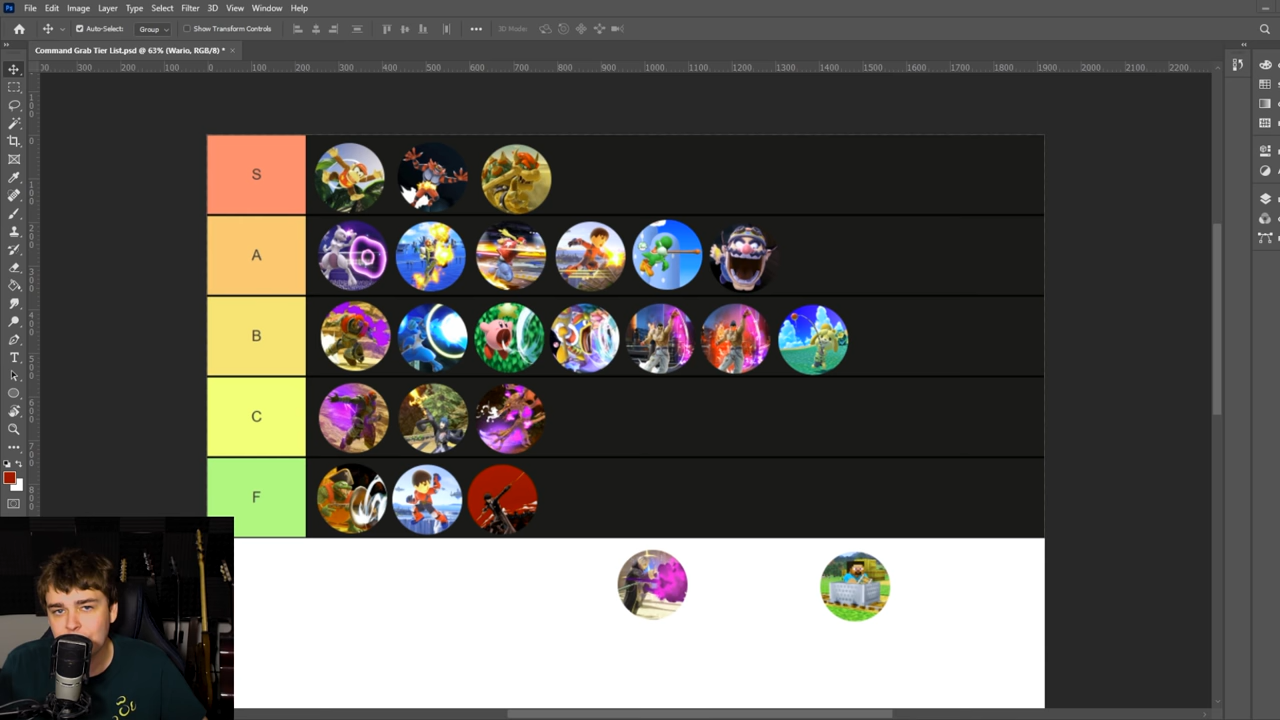 Ps File Edit Image Layer Type Select Filter 3D View Window Help
Auto-Select: Group Show Transform Controls 3D Mode:
Command Grab Tier List.psd @ 63% (Wario, RGB/8) *
00 300 200 100 0 100 200 300 400 500 600 700 800 900 1000 1100 1200 1300 1400 1500 1600 1700 1800 1900 2000 2100 2200
S
A
B
C
F